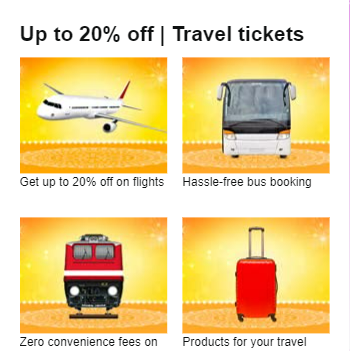 Up to 20% off | Travel tickets
Get up to 20% off on flights
Hassle-free bus booking
Zero convenience fees on
Products for your travel